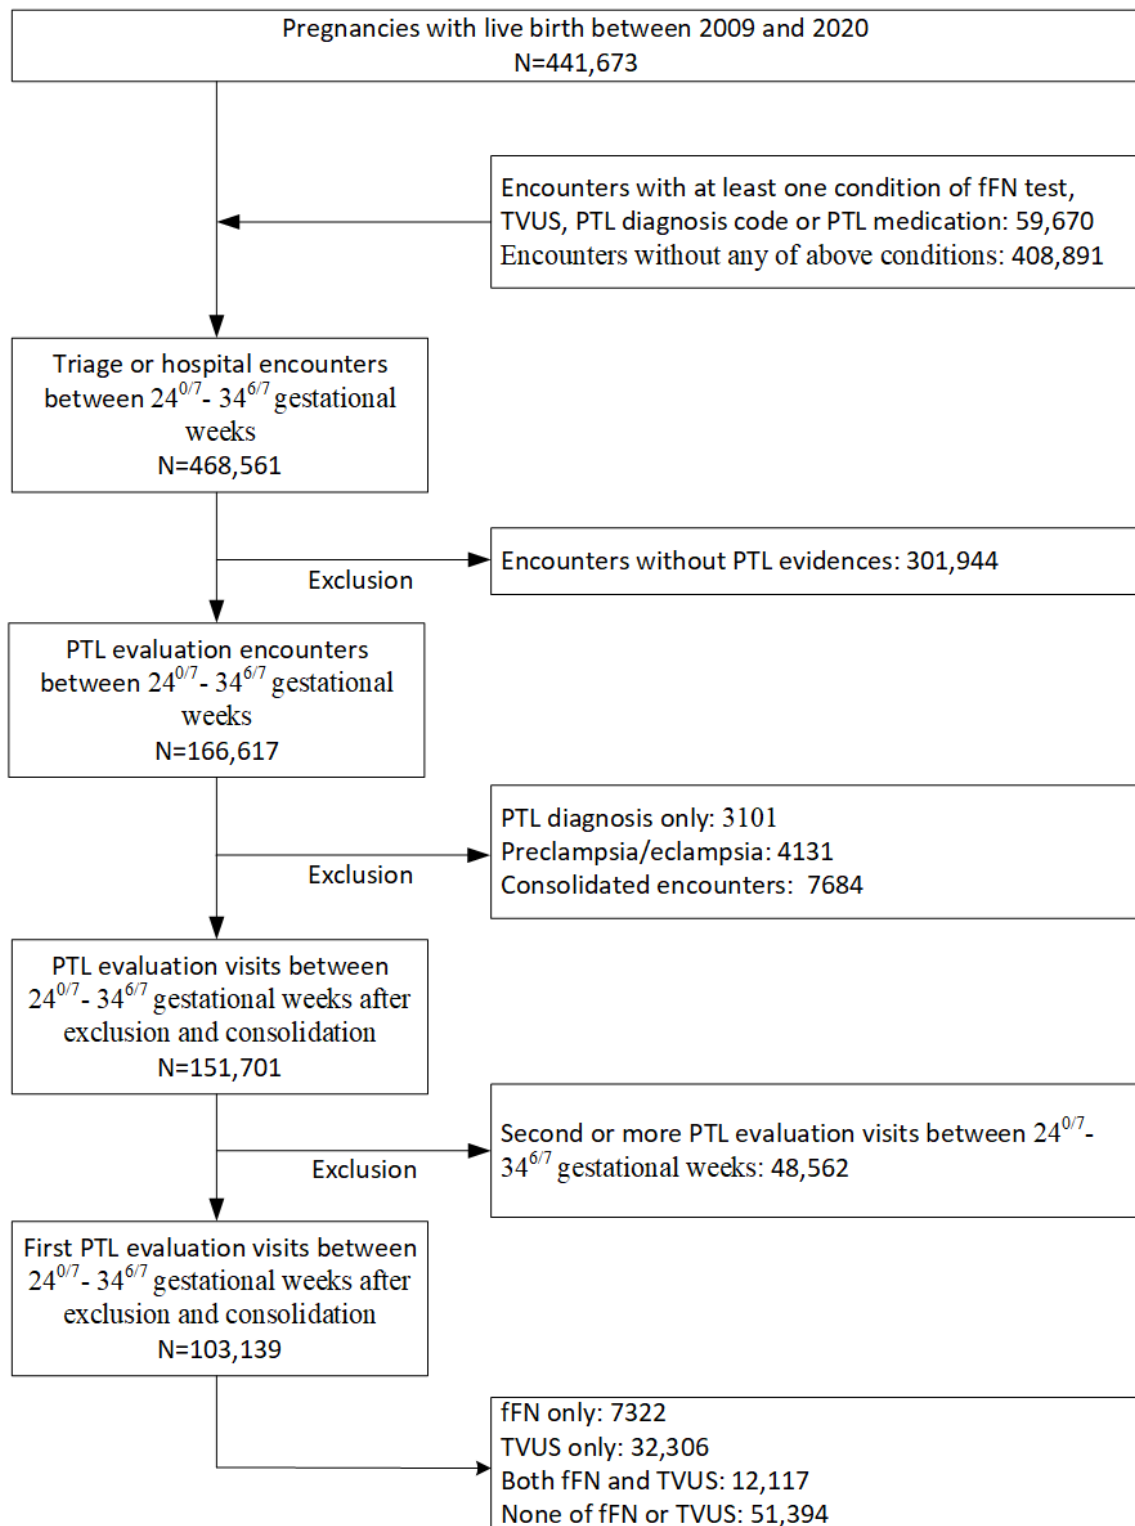 Pregnancies with live birth between 2009 and 2020
N=441,673
Encounters with at least one condition of fFN test,
TVUS, PTL diagnosis code or PTL medication: 59,670
Encounters without any of above conditions: 408,891
Triage or hospital encounters
between 24^0/7- 34^6/7 gestational
weeks
N=468,561
Exclusion
Encounters without PTL evidences: 301,944
PTL evaluation encounters
between 24^0/7- 34^6/7 gestational
weeks
N=166,617
Exclusion
PTL diagnosis only: 3101
Preclampsia/eclampsia: 4131
Consolidated encounters: 7684
PTL evaluation visits between
24^0/7- 34^6/7 gestational weeks after
exclusion and consolidation
N=151,701
Exclusion
Second or more PTL evaluation visits between 24^0/7-
34^6/7 gestational weeks: 48,562
First PTL evaluation visits between
24^0/7- 34^6/7 gestational weeks after
exclusion and consolidation
N=103,139
fFN only: 7322
TVUS only: 32,306
Both fFN and TVUS: 12,117
None of fFN or TVUS: 51,394